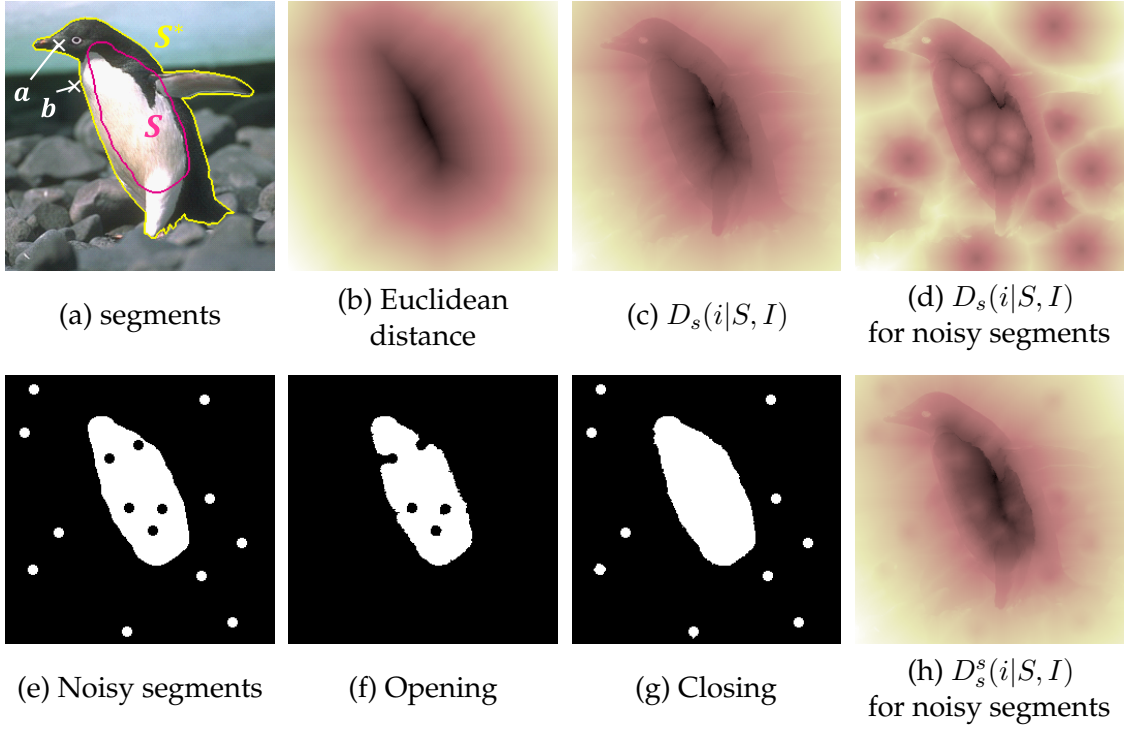 S*
a
b
S
(a) segments
(b) Euclidean
distance
(c) D_s(i|S, I)
(d) D_s(i|S, I)
for noisy segments
(e) Noisy segments
(f) Opening
(g) Closing
(h) D_s^s(i|S, I)
for noisy segments